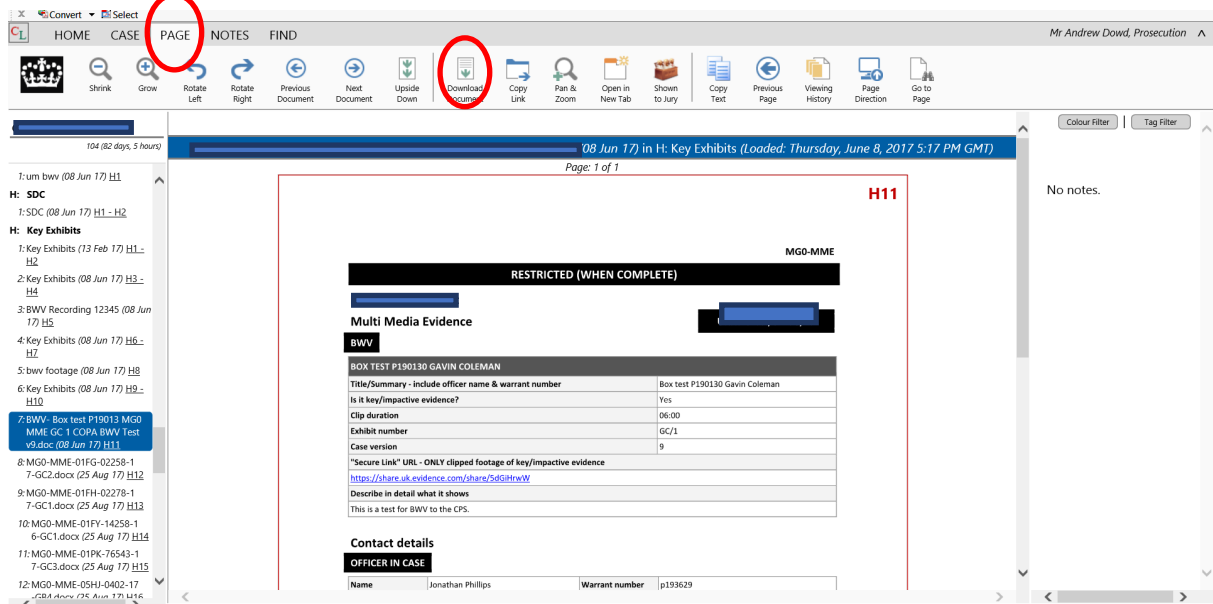 X Convert Select
CL HOME CASE PAGE NOTES FIND Mr Andrew Dowd, Prosecution
Shrink Grow Rotate Left Rotate Right Previous Document Next Document Upside Down Download Document Copy Link Pan & Zoom Open in New Tab Shown to Jury Copy Text Previous Page Viewing History Page Direction Go to Page
104 (82 days, 5 hours)
1: um bwv (08 Jun 17) H1
H: SDC
1: SDC (08 Jun 17) H1 - H2
H: Key Exhibits
1: Key Exhibits (13 Feb 17) H1 -
H2
2: Key Exhibits (08 Jun 17) H3 -
H4
3: BWV Recording 12345 (08 Jun
17) H5
4: Key Exhibits (08 Jun 17) H6 -
H7
5: bwv footage (08 Jun 17) H8
6: Key Exhibits (08 Jun 17) H9 -
H10
7: BWV- Box test P19013 MG0
MME GC 1 COPA BWV Test
v9.doc (08 Jun 17) H11
8: MG0-MME-01FG-02258-1
7-GC2.docx (25 Aug 17) H12
9: MG0-MME-01FH-02278-1
7-GC1.docx (25 Aug 17) H13
10: MG0-MME-01FY-14258-1
6-GC1.docx (25 Aug 17) H14
11: MG0-MME-01PK-76543-1
7-GC3.docx (25 Aug 17) H15
12: MG0-MME-05HJ-0402-17
-GB4.docx (25 Aug 17) H16
08 Jun 17) in H: Key Exhibits (Loaded: Thursday, June 8, 2017 5:17 PM GMT)
Page: 1 of 1
H11
MG0-MME
RESTRICTED (WHEN COMPLETE)
Multi Media Evidence
BWV
BOX TEST P190130 GAVIN COLEMAN
Title/Summary - include officer name & warrant number Box test P190130 Gavin Coleman
Is it key/impactive evidence? Yes
Clip duration 06:00
Exhibit number GC/1
Case version 9
"Secure Link" URL - ONLY clipped footage of key/impactive evidence
https://share.uk.evidence.com/share/5dGiHrwW
Describe in detail what it shows
This is a test for BWV to the CPS.
Contact details
OFFICER IN CASE
Name Jonathan Phillips Warrant number p193629
Colour Filter Tag Filter
No notes.